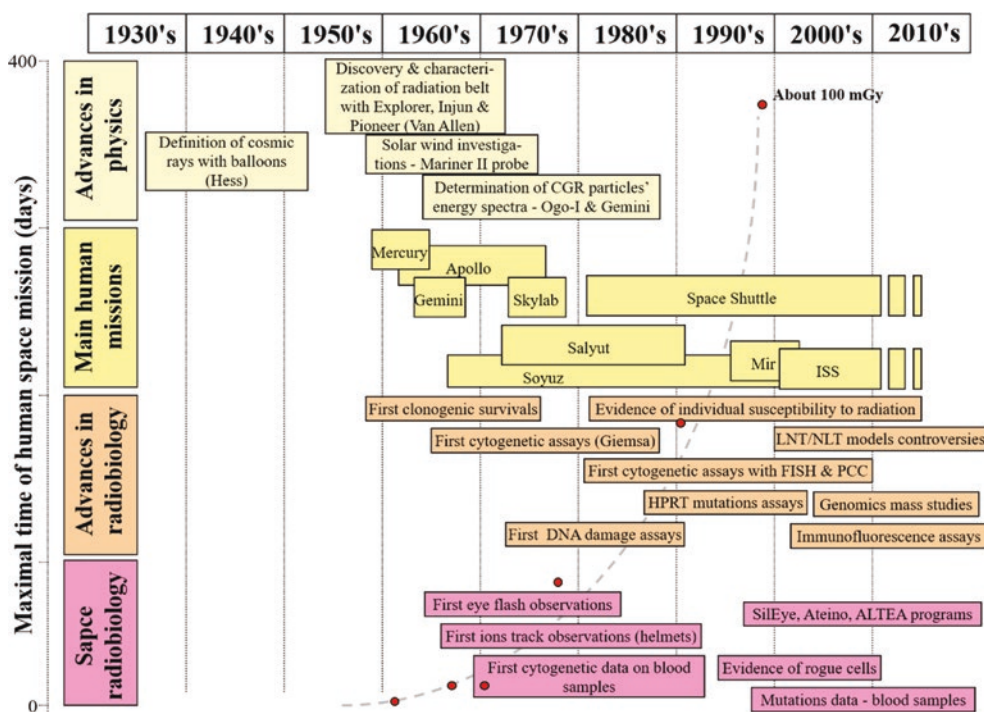 1930's 1940's 1950's 1960's 1970's 1980's 1990's 2000's 2010's
Maximal time of human space mission (days)
400
0
Advances in
physics
Discovery & characteri-
zation of radiation belt
with Explorer, Injun &
Pioneer (Van Allen)
About 100 mGy
Definition of cosmic
rays with balloons
(Hess)
Solar wind investiga-
tions - Mariner II probe
Determination of CGR particles'
energy spectra - Ogo-I & Gemini
Main human
missions
Mercury
Apollo
Gemini
Skylab
Space Shuttle
Salyut
Soyuz
Mir
ISS
Advances in
radiobiology
First clonogenic survivals
Evidence of individual susceptibility to radiation
First cytogenetic assays (Giemsa)
LNT/NLT models controversies
First cytogenetic assays with FISH & PCC
HPRT mutations assays
Genomics mass studies
First DNA damage assays
Immunofluorescence assays
Sapce
radiobiology
First eye flash observations
SilEye, Ateino, ALTEA programs
First ions track observations (helmets)
First cytogenetic data on blood
samples
Evidence of rogue cells
Mutations data - blood samples